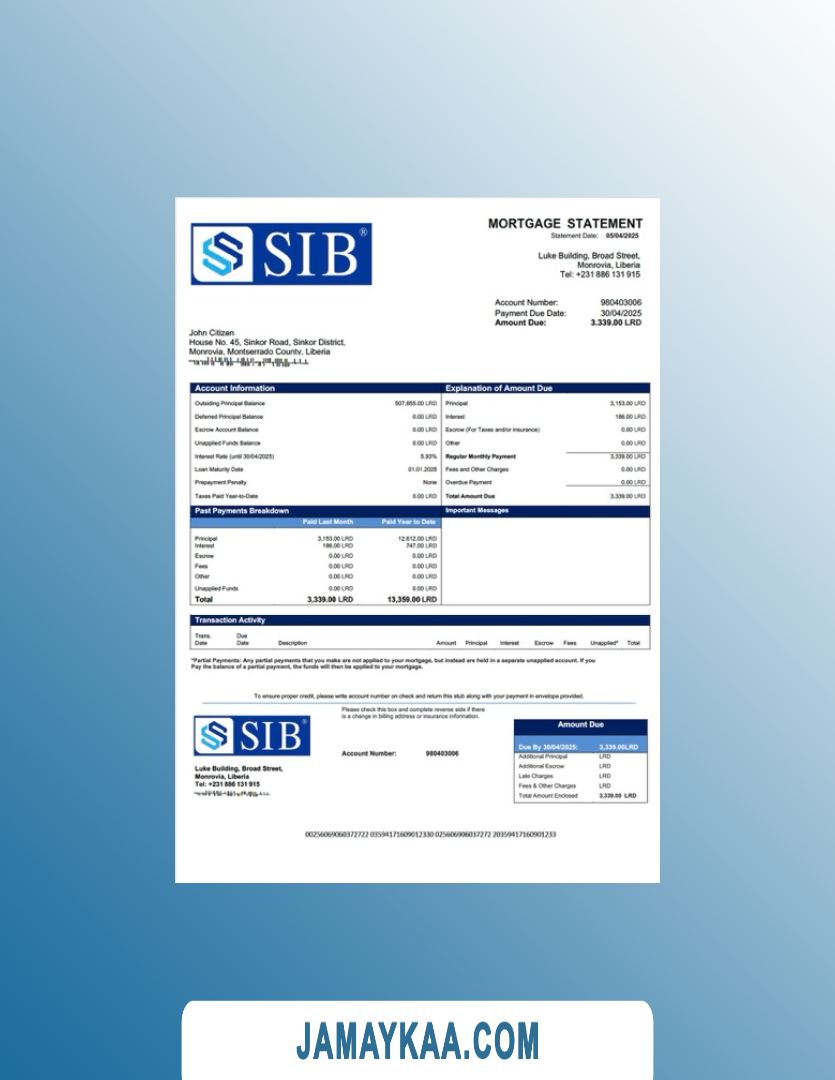 SIB®
MORTGAGE STATEMENT
Statement Date: 05/04/2025
Luke Building, Broad Street,
Monrovia, Liberia
Tel: +231 886 131 915
Account Number: 980403006
Payment Due Date: 30/04/2025
Amount Due: 3.339.00 LRD
John Citizen
House No. 45, Sinkor Road, Sinkor District,
Monrovia, Montserrado County, Liberia
Account Information
Outsiding Principal Balance 507,855.00 LRD
Deferred Principal Balance 0.00 LRD
Escrow Account Balance 0.00 LRD
Unapplied Funds Balance 0.00 LRD
Interest Rate (until 30/04/2025) 5.93%
Loan Maturity Date 01.01.2025
Prepayment Penalty None
Taxes Paid Year-to-Date 0.00 LRD
Explanation of Amount Due
Principal 3,153.00 LRD
Interest 186.00 LRD
Escrow (For Taxes and/or insurance) 0.00 LRD
Other 0.00 LRD
Regular Monthly Payment 3,339.00 LRD
Fees and Other Charges 0.00 LRD
Overdue Payment 0.00 LRD
Total Amount Due 3,339.00 LRD
Past Payments Breakdown
Paid Last Month Paid Year to Date
Principal 3,153.00 LRD 12,612.00 LRD
Interest 186.00 LRD 747.00 LRD
Escrow 0.00 LRD 0.00 LRD
Fees 0.00 LRD 0.00 LRD
Other 0.00 LRD 0.00 LRD
Unapplied Funds 0.00 LRD 0.00 LRD
Total 3,339.00 LRD 13,359.00 LRD
Important Messages
Transaction Activity
Trans. Due
Date Date Description Amount Principal Interest Escrow Fees Unapplied* Total
*Partial Payments: Any partial payments that you make are not applied to your mortgage, but instead are held in a separate unapplied account. If you
Pay the balance of a partial payment, the funds will then be applied to your mortgage.
To ensure proper credit, please write account number on check and return this stub along with your payment in envelope provided.
SIB®
Please check this box and complete reverse side if there
is a change in billing address or insurance information.
Account Number: 980403006
Luke Building, Broad Street,
Monrovia, Liberia
Tel: +231 886 131 915
Amount Due
Due By 30/04/2025: 3,339.00LRD
Additional Principal LRD
Additional Escrow LRD
Late Charges LRD
Fees & Other Charges LRD
Total Amount Enclosed 3,339.00 LRD
00256069060372722 03594171609012330 025606906037272 20359417160901233
JAMAYKAA.COM